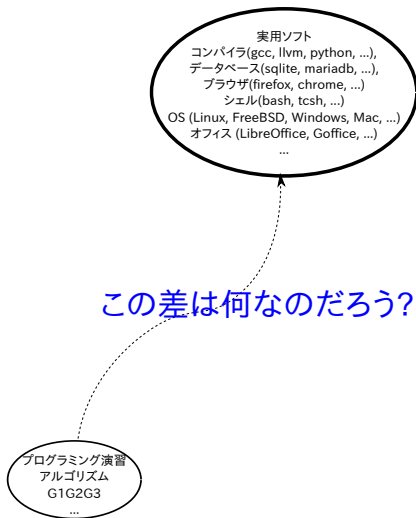 実用ソフト
コンパイラ(gcc, llvm, python, ...),
データベース(sqlite, mariadb, ...),
ブラウザ(firefox, chrome, ...)
シェル(bash, tcsh, ...)
OS (Linux, FreeBSD, Windows, Mac, ...)
オフィス (LibreOffice, Goffice, ...)
...
この差は何なのだろう?
プログラミング演習
アルゴリズム
G1G2G3
...